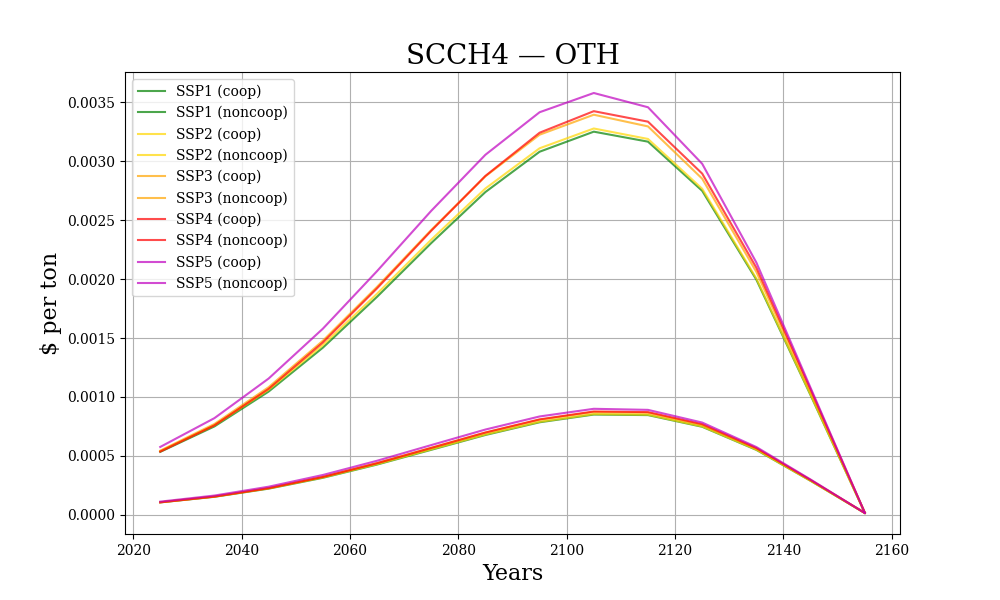 SCCH4 — OTH
$ per ton
0.0035
0.0030
0.0025
0.0020
0.0015
0.0010
0.0005
0.0000
SSP1 (coop)
SSP1 (noncoop)
SSP2 (coop)
SSP2 (noncoop)
SSP3 (coop)
SSP3 (noncoop)
SSP4 (coop)
SSP4 (noncoop)
SSP5 (coop)
SSP5 (noncoop)
2020 2040 2060 2080 2100 2120 2140 2160
Years